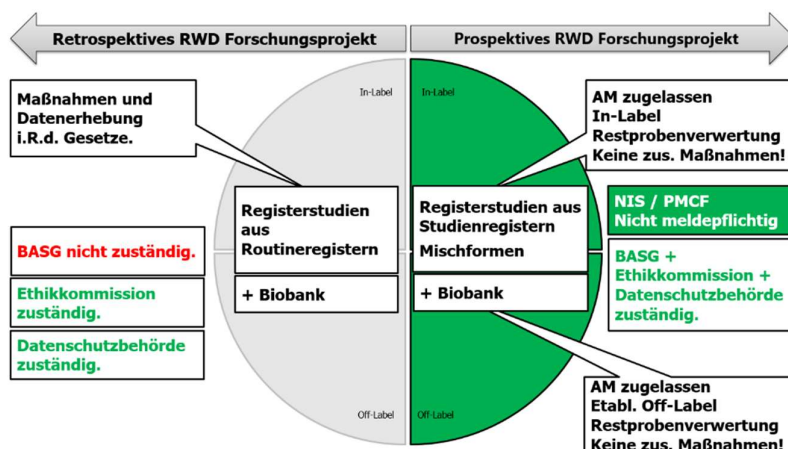 Retrospektives RWD Forschungsprojekt
Prospektives RWD Forschungsprojekt
Maßnahmen und
Datenerhebung
i.R.d. Gesetze.
In-Label
In-Label
AM zugelassen
In-Label
Restprobenverwertung
Keine zus. Maßnahmen!
Registerstudien
aus
Routineregistern
+ Biobank
Registerstudien aus
Studienregistern
Mischformen
+ Biobank
BASG nicht zuständig.
Ethikkommission
zuständig.
Datenschutzbehörde
zuständig.
NIS / PMCF
Nicht meldepflichtig
BASG +
Ethikkommission +
Datenschutzbehörde
zuständig.
Off-Label
Off-Label
AM zugelassen
Etabl. Off-Label
Restprobenverwertung
Keine zus. Maßnahmen!